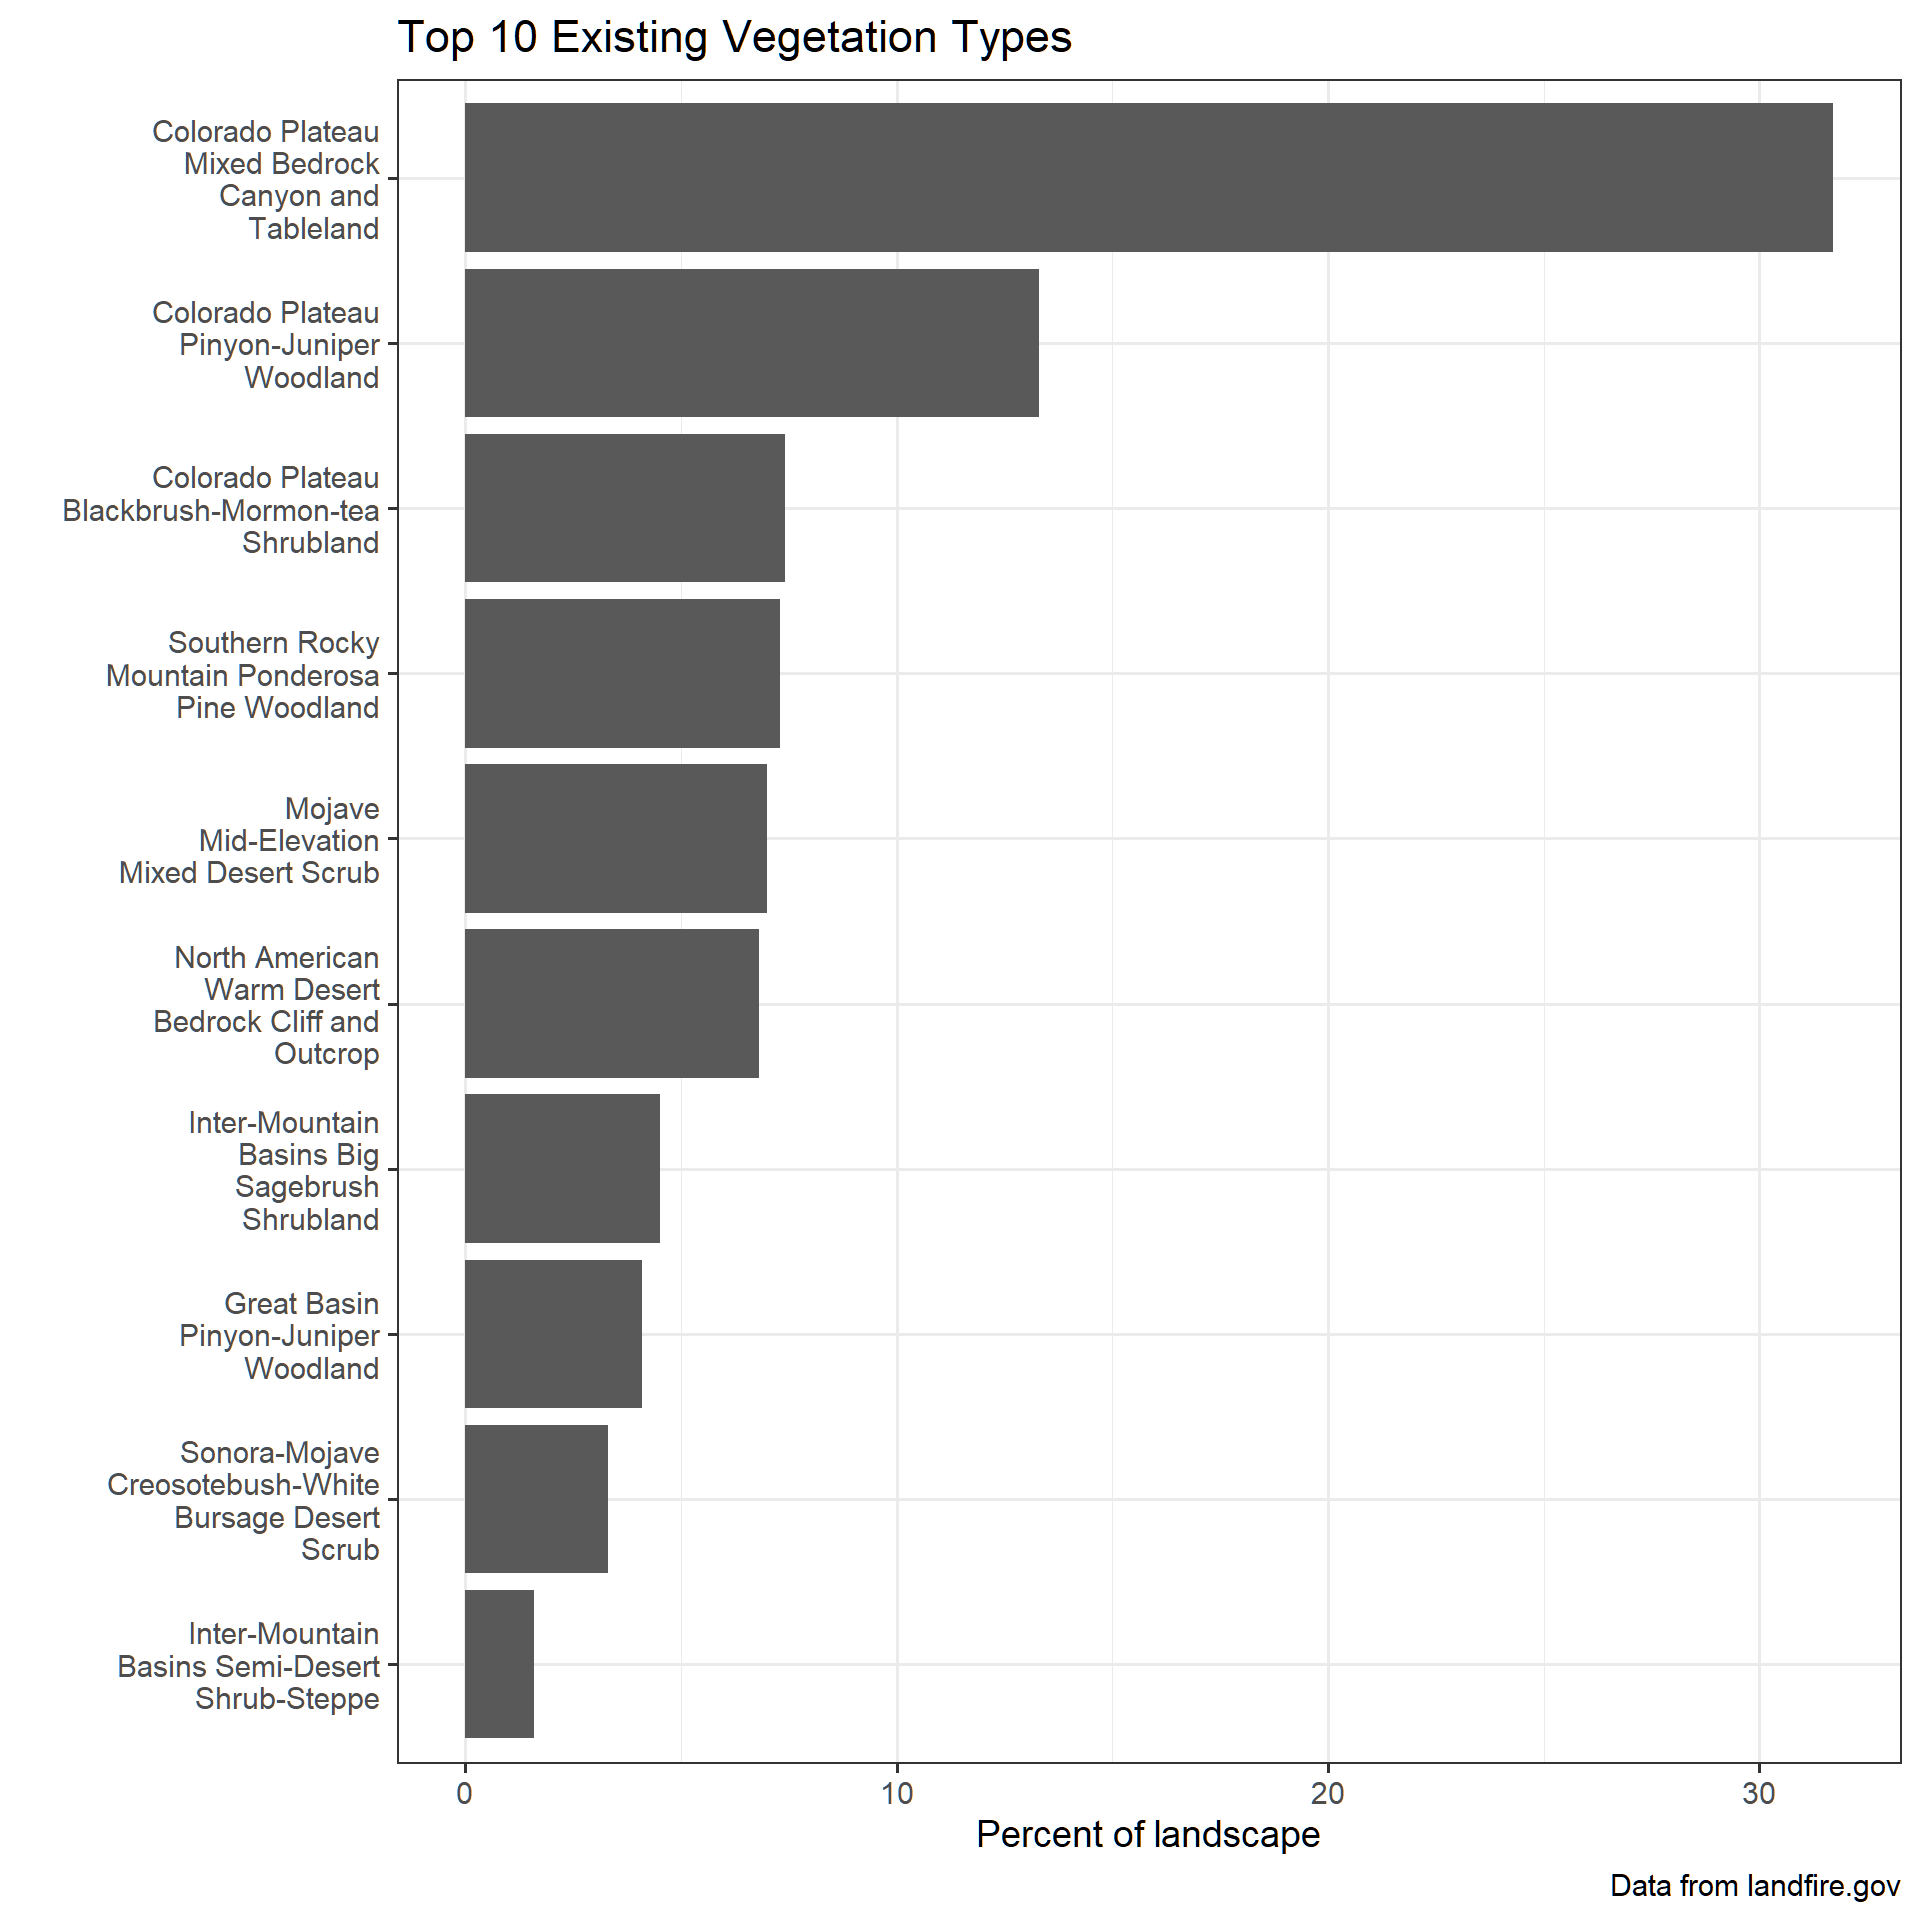 Top 10 Existing Vegetation Types
Colorado Plateau
Mixed Bedrock
Canyon and
Tableland
Colorado Plateau
Pinyon-Juniper
Woodland
Colorado Plateau
Blackbrush-Mormon-tea
Shrubland
Southern Rocky
Mountain Ponderosa
Pine Woodland
Mojave
Mid-Elevation
Mixed Desert Scrub
North American
Warm Desert
Bedrock Cliff and
Outcrop
Inter-Mountain
Basins Big
Sagebrush
Shrubland
Great Basin
Pinyon-Juniper
Woodland
Sonora-Mojave
Creosotebush-White
Bursage Desert
Scrub
Inter-Mountain
Basins Semi-Desert
Shrub-Steppe
0 10 20 30
Percent of landscape
Data from landfire.gov